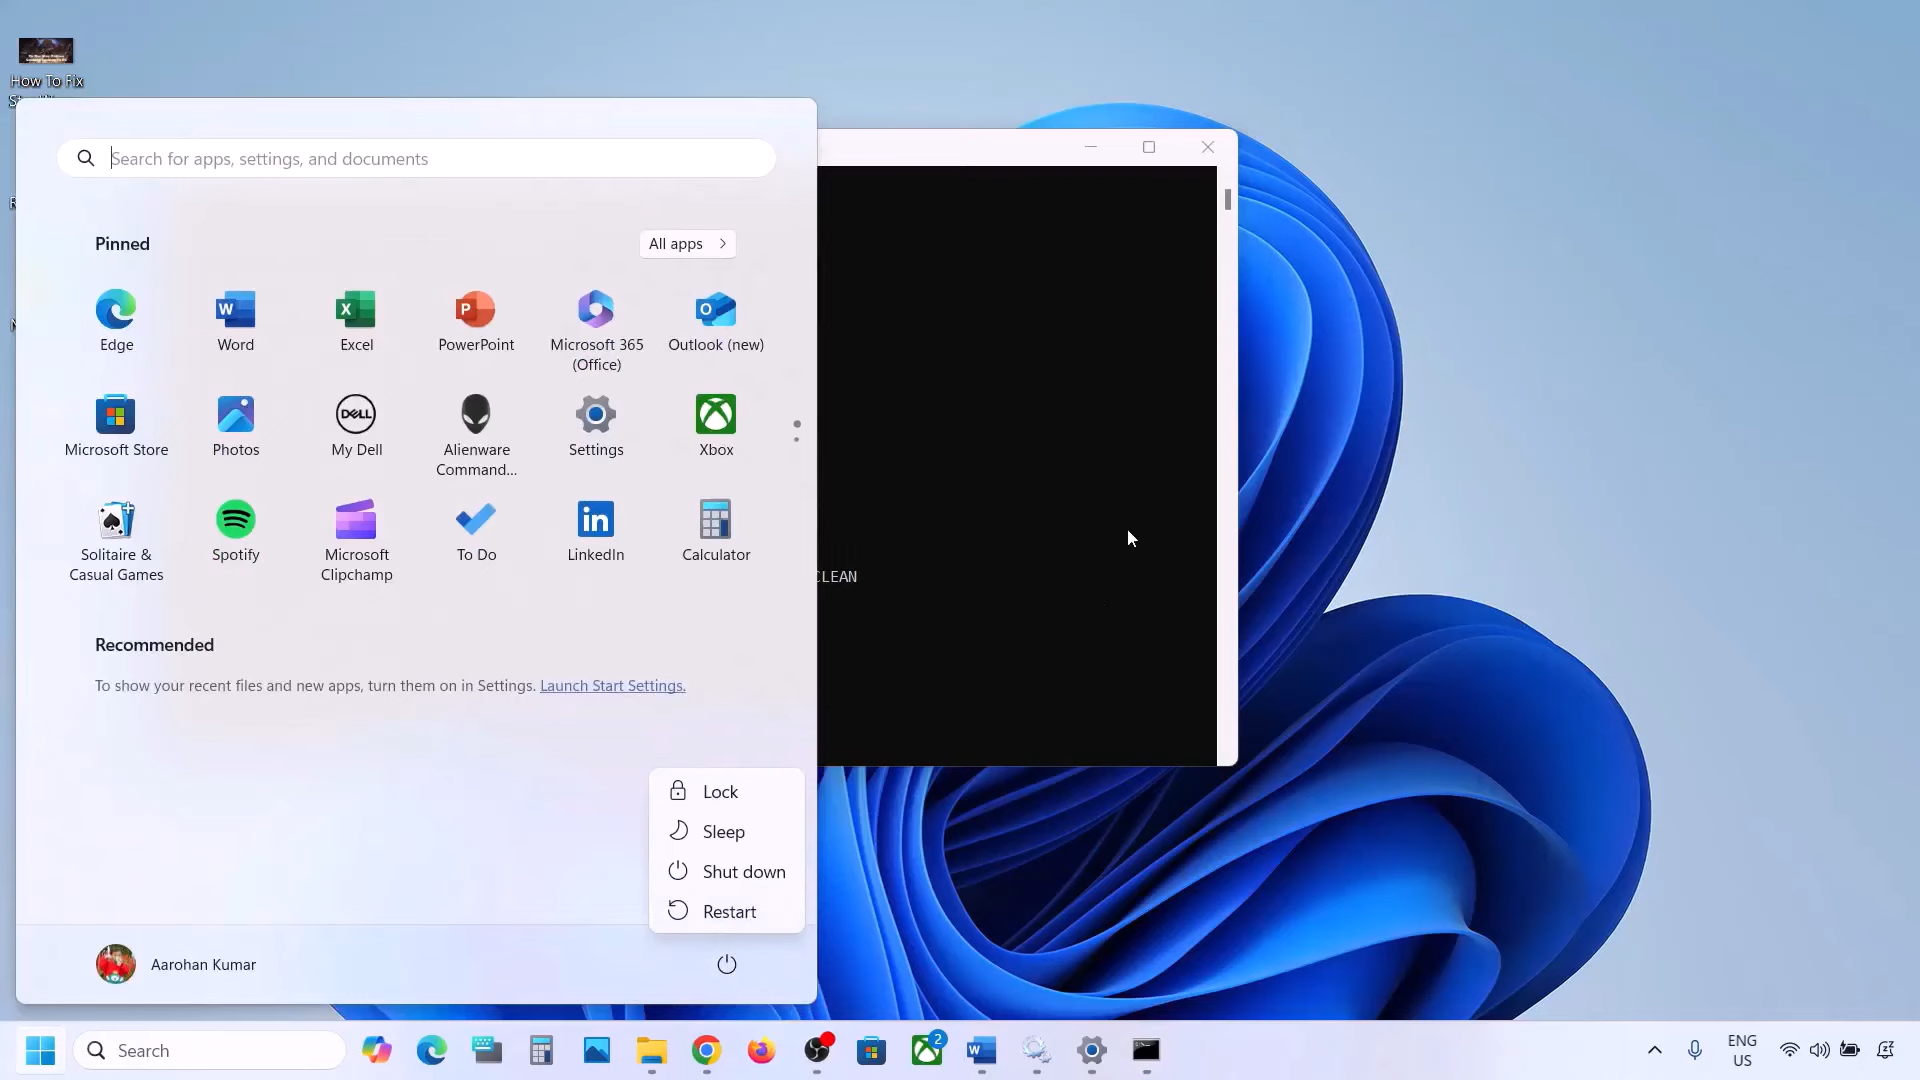 How To Fix
Search for apps, settings, and documents
Pinned
All apps
Edge
Word
Excel
PowerPoint
Microsoft 365
(Office)
Outlook (new)
Microsoft Store
Photos
DELL
My Dell
Alienware
Command...
Settings
Xbox
Solitaire &
Casual Games
Spotify
Microsoft
Clipchamp
To Do
in
LinkedIn
Calculator
CLEAN
Recommended
To show your recent files and new apps, turn them on in Settings. Launch Start Settings.
Lock
Sleep
Shut down
Restart
Aarohan Kumar
Search
2
ENG
US